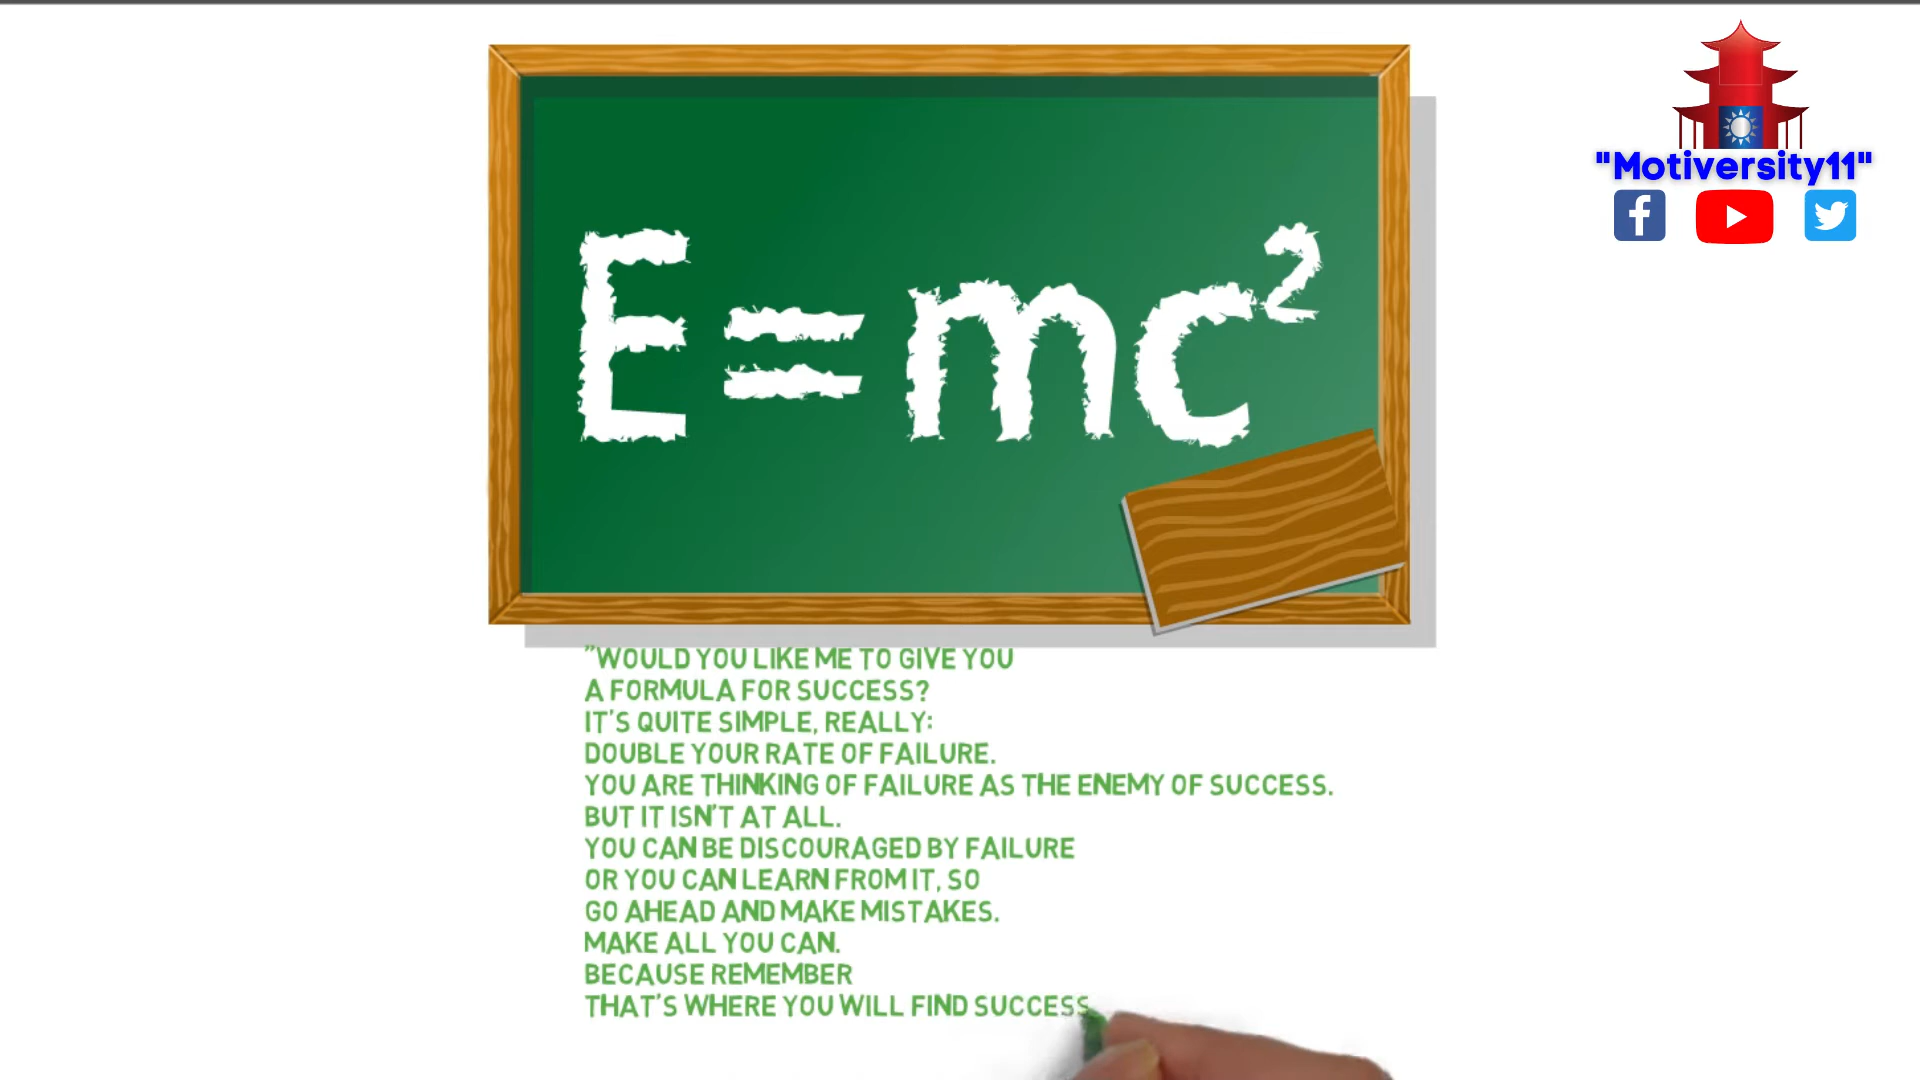 E=mc²
"Motiversity11"
"WOULD YOU LIKE ME TO GIVE YOU
A FORMULA FOR SUCCESS?
IT'S QUITE SIMPLE, REALLY:
DOUBLE YOUR RATE OF FAILURE.
YOU ARE THINKING OF FAILURE AS THE ENEMY OF SUCCESS.
BUT IT ISN'T AT ALL.
YOU CAN BE DISCOURAGED BY FAILURE
OR YOU CAN LEARN FROM IT, SO
GO AHEAD AND MAKE MISTAKES.
MAKE ALL YOU CAN.
BECAUSE REMEMBER
THAT'S WHERE YOU WILL FIND SUCCESS